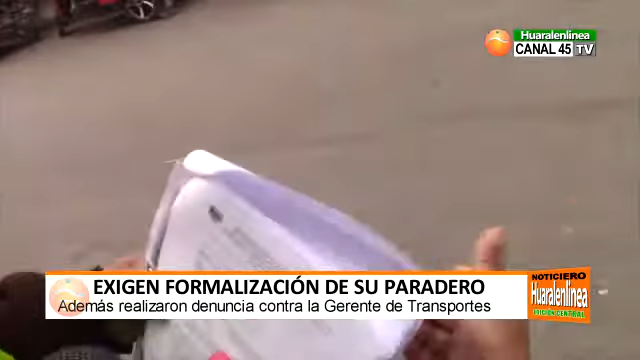 Huaralenlinea
CANAL 45 TV
EXIGEN FORMALIZACIÓN DE SU PARADERO
Además realizaron denuncia contra la Gerente de Transportes
NOTICIERO
Huaralenlinea
EDICIÓN CENTRAL